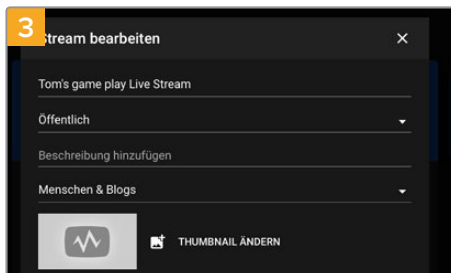 3
Stream bearbeiten
Tom's game play Live Stream
Öffentlich
Beschreibung hinzufügen
Menschen & Blogs
THUMBNAIL ÄNDERN